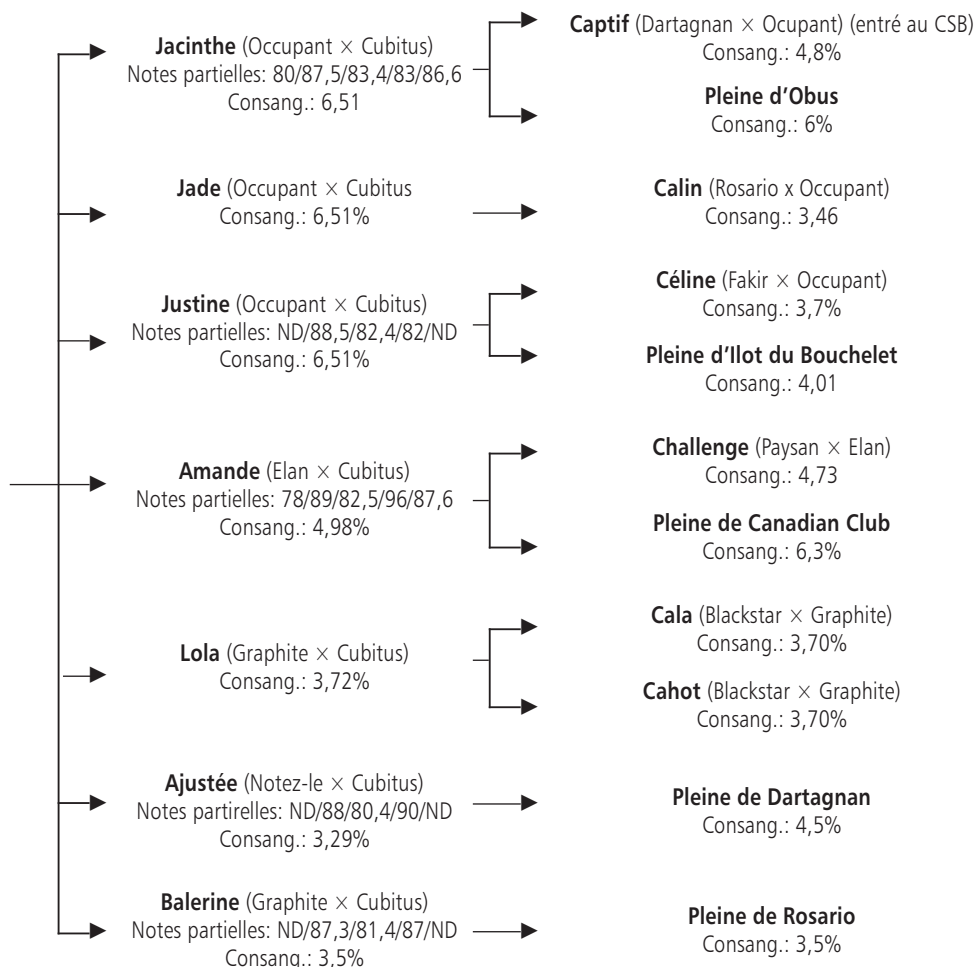 Jacinthe (Occupant × Cubitus)
Notes partielles: 80/87,5/83,4/83/86,6
Consang.: 6,51
Captif (Dartagnan × Ocupant) (entré au CSB)
Consang.: 4,8%
Pleine d’Obus
Consang.: 6%
Jade (Occupant × Cubitus
Consang.: 6,51%
Calin (Rosario x Occupant)
Consang.: 3,46
Justine (Occupant × Cubitus)
Notes partielles: ND/88,5/82,4/82/ND
Consang.: 6,51%
Céline (Fakir × Occupant)
Consang.: 3,7%
Pleine d'Ilot du Bouchelet
Consang.: 4,01
Amande (Elan × Cubitus)
Notes partielles: 78/89/82,5/96/87,6
Consang.: 4,98%
Challenge (Paysan × Elan)
Consang.: 4,73
Pleine de Canadian Club
Consang.: 6,3%
Lola (Graphite × Cubitus)
Consang.: 3,72%
Cala (Blackstar × Graphite)
Consang.: 3,70%
Cahot (Blackstar × Graphite)
Consang.: 3,70%
Ajustée (Notez-le × Cubitus)
Notes partirelles: ND/88/80,4/90/ND
Consang.: 3,29%
Pleine de Dartagnan
Consang.: 4,5%
Balerine (Graphite × Cubitus)
Notes partielles: ND/87,3/81,4/87/ND
Consang.: 3,5%
Pleine de Rosario
Consang.: 3,5%